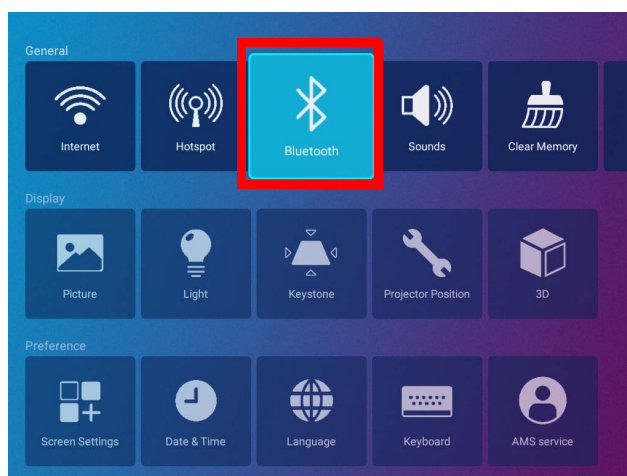 General
Internet
Hotspot
Bluetooth
Sounds
Clear Memory
Display
Picture
Light
Keystone
Projector Position
3D
Preference
Screen Settings
Date & Time
Language
Keyboard
AMS service